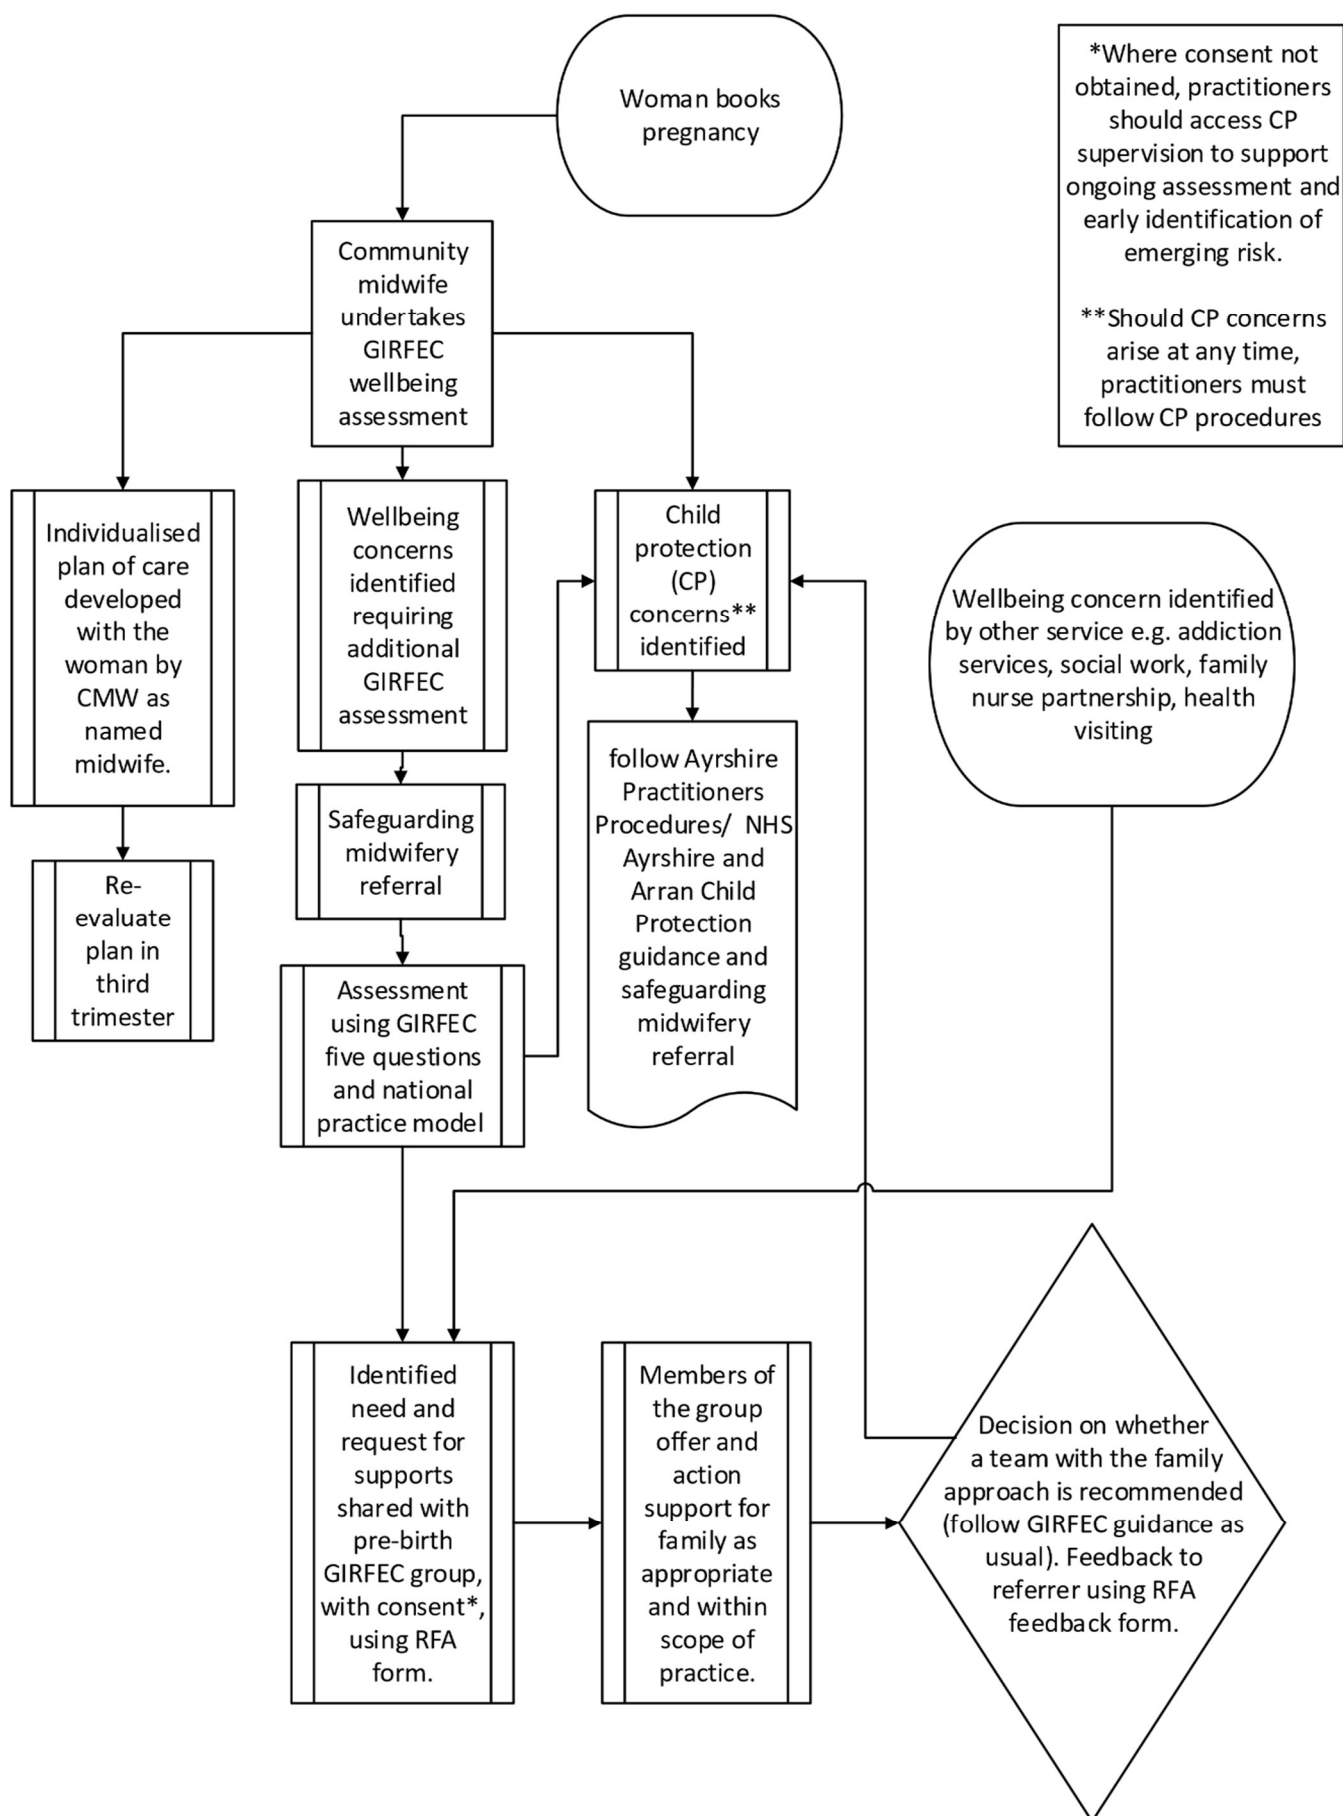 Woman books
pregnancy
*Where consent not
obtained, practitioners
should access CP
supervision to support
ongoing assessment and
early identification of
emerging risk.
**Should CP concerns
arise at any time,
practitioners must
follow CP procedures
Community
midwife
undertakes
GIRFEC
wellbeing
assessment
Individualised
plan of care
developed
with the
woman by
CMW as
named
midwife.
Re-
evaluate
plan in
third
trimester
Wellbeing
concerns
identified
requiring
additional
GIRFEC
assessment
Safeguarding
midwifery
referral
Assessment
using GIRFEC
five questions
and national
practice model
Child
protection
(CP)
concerns**
identified
follow Ayrshire
Practitioners
Procedures/ NHS
Ayrshire and
Arran Child
Protection
guidance and
safeguarding
midwifery
referral
Wellbeing concern identified
by other service e.g. addiction
services, social work, family
nurse partnership, health
visiting
Identified
need and
request for
supports
shared with
pre-birth
GIRFEC group,
with consent*,
using RFA
form.
Members of
the group
offer and
action
support for
family as
appropriate
and within
scope of
practice.
Decision on whether
a team with the family
approach is recommended
(follow GIRFEC guidance as
usual). Feedback to
referrer using RFA
feedback form.